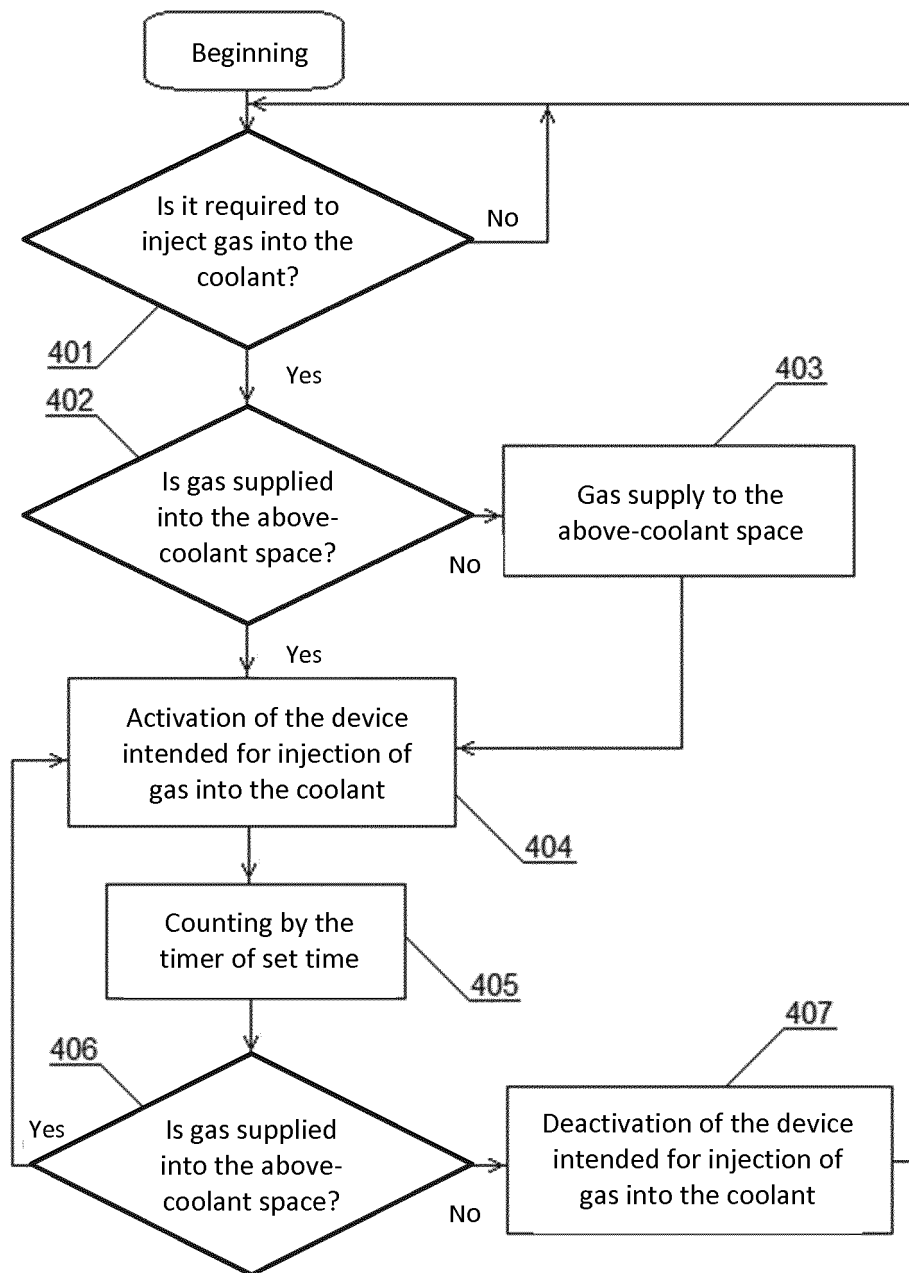 Beginning
Is it required to
inject gas into the
coolant?
No
401
Yes
402
403
Is gas supplied
into the above-
coolant space?
No
Gas supply to the
above-coolant space
Yes
Activation of the device
intended for injection of
gas into the coolant
404
Counting by the
timer of set time
405
406
407
Yes
Is gas supplied
into the above-
coolant space?
No
Deactivation of the device
intended for injection of
gas into the coolant